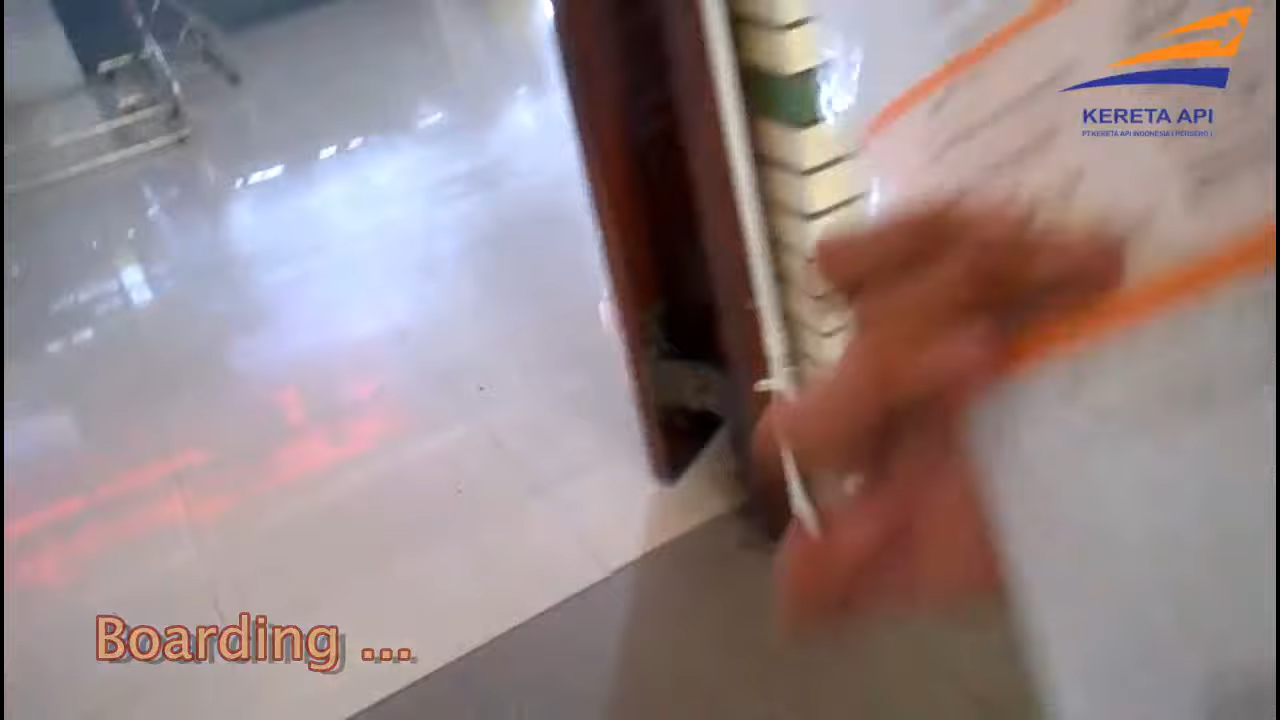 KERETA API
PT KERETA API INDONESIA ( PERSERO )
Boarding ...